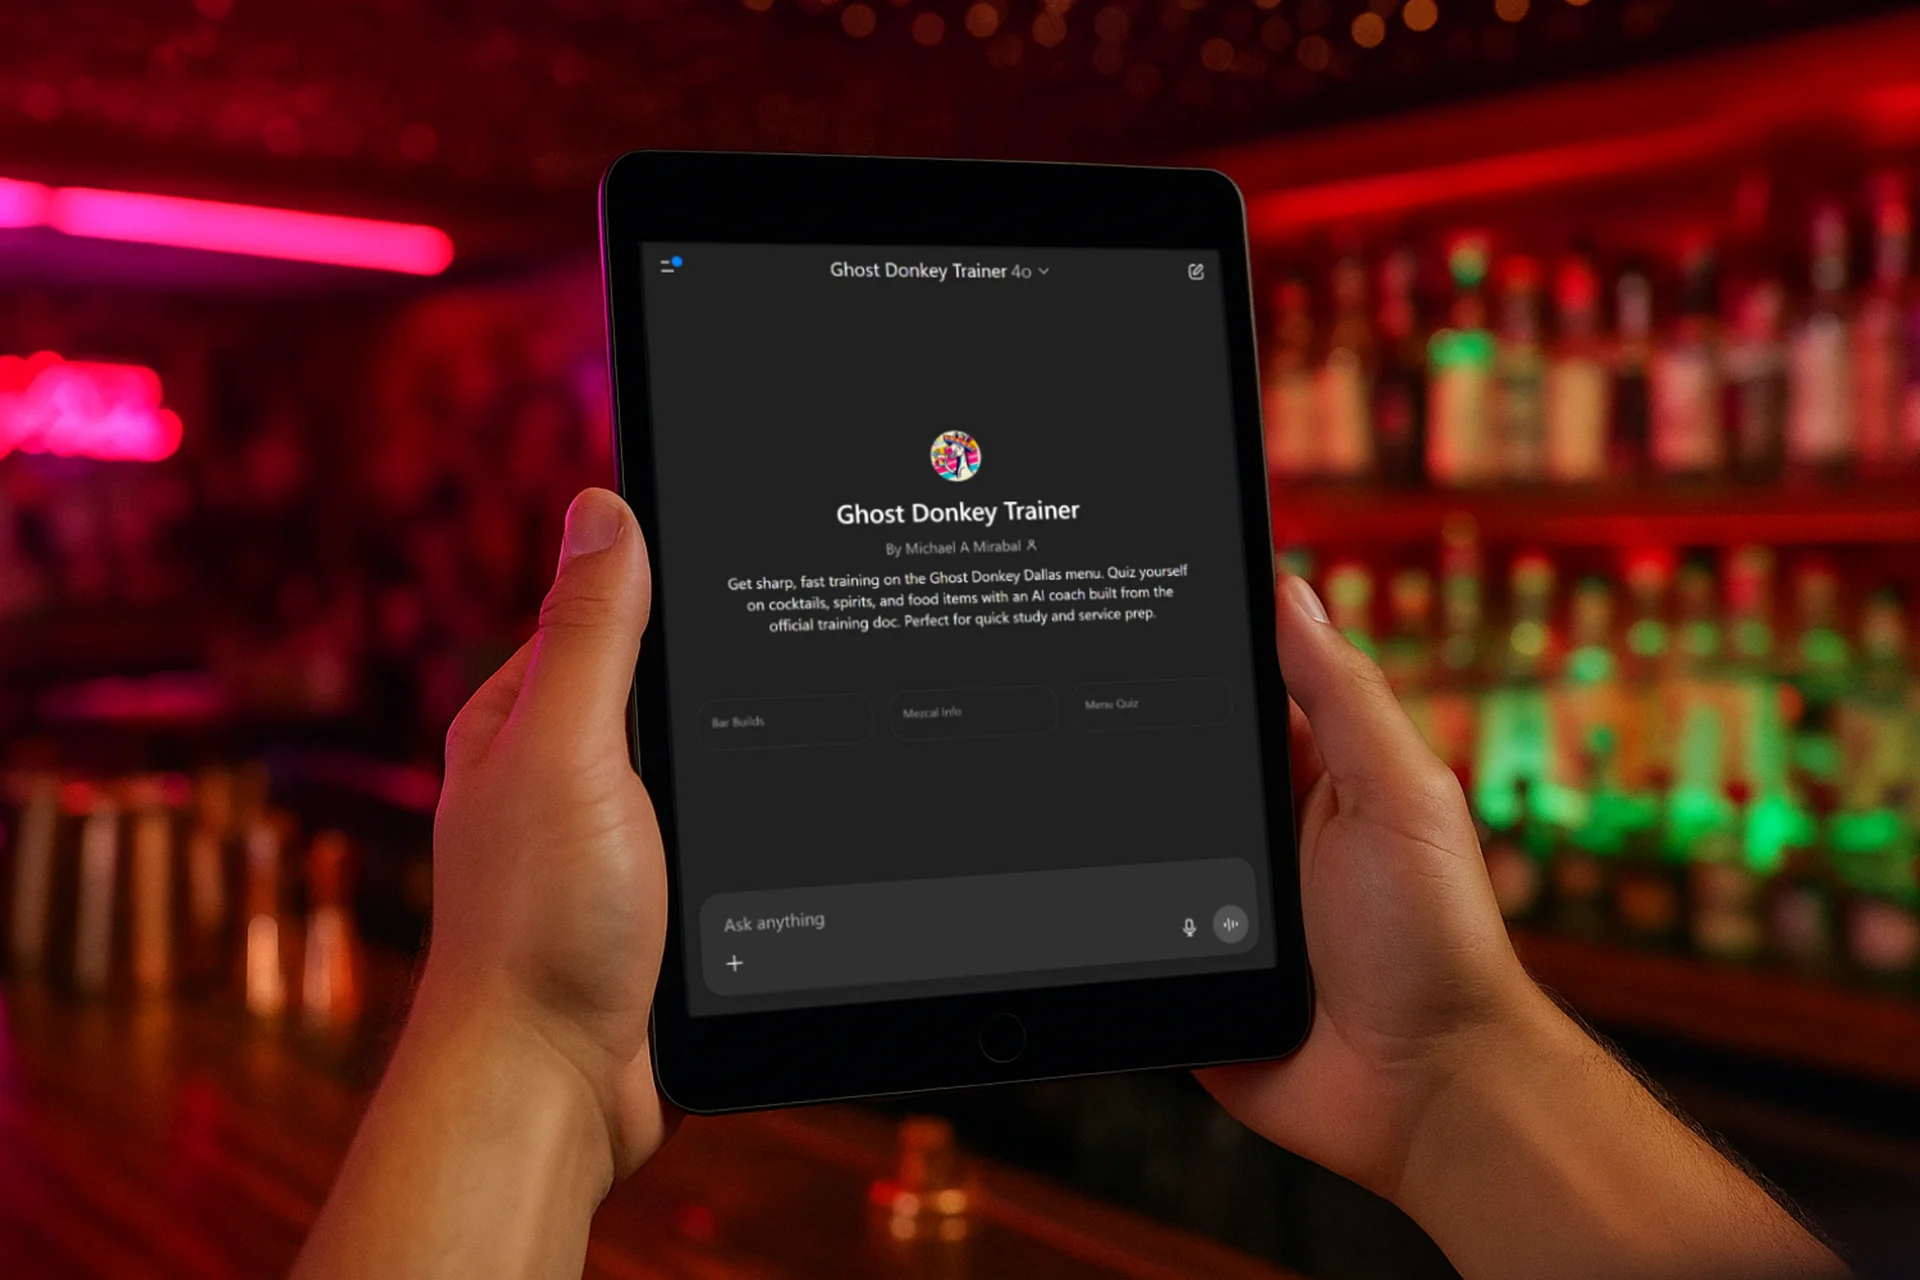 Ghost Donkey Trainer 4o
Ghost Donkey Trainer
By Michael A Mirabal
Get sharp, fast training on the Ghost Donkey Dallas menu. Quiz yourself
on cocktails, spirits, and food items with an AI coach built from the
official training doc. Perfect for quick study and service prep.
Bar Builds
Mezcal Info
Menu Quiz
Ask anything